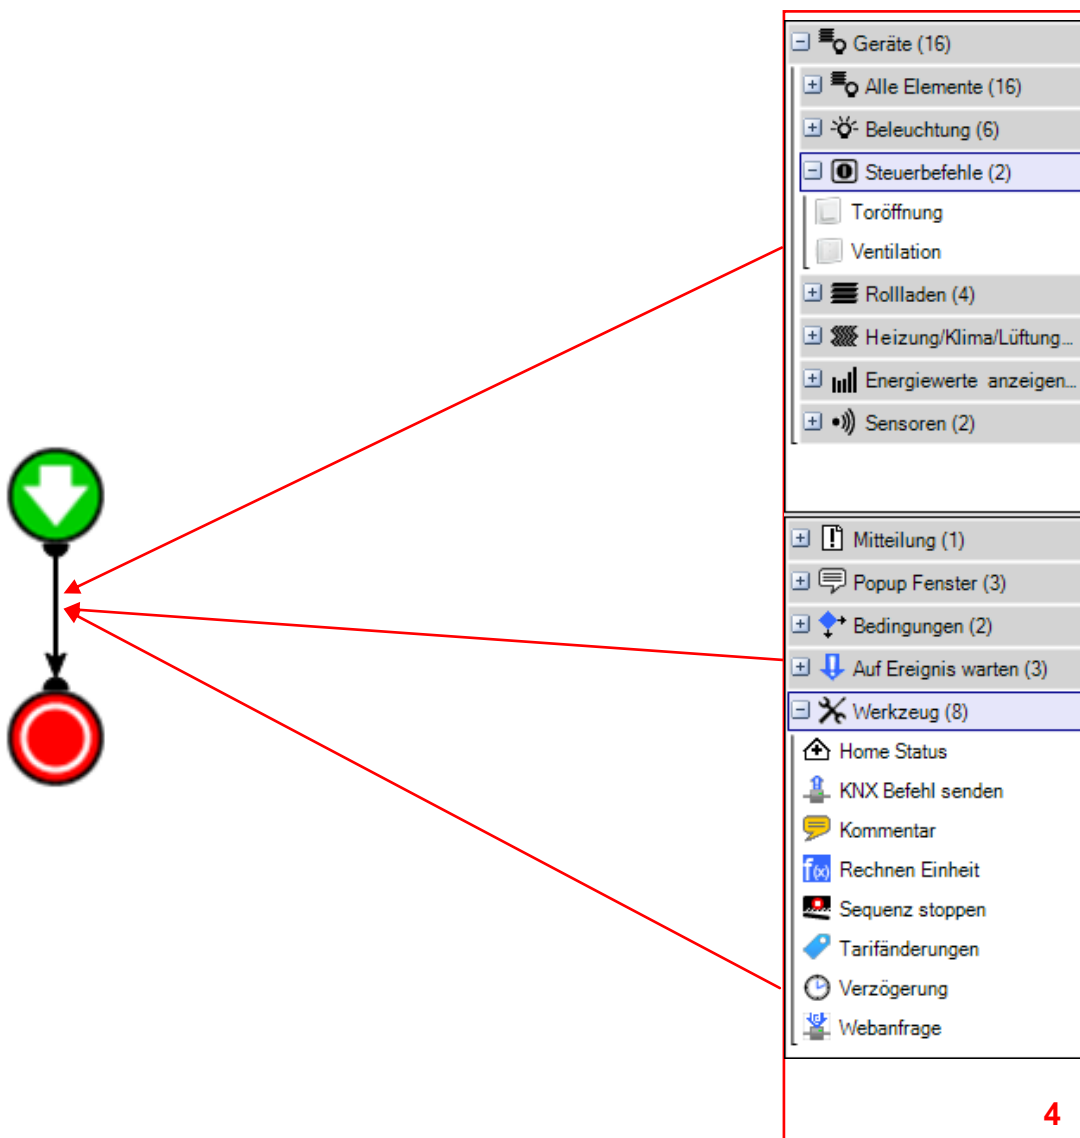 Geräte (16)
Alle Elemente (16)
Beleuchtung (6)
Steuerbefehle (2)
Toröffnung
Ventilation
Rollladen (4)
Heizung/Klima/Lüftung...
Energiewerte anzeigen...
Sensoren (2)
Mitteilung (1)
Popup Fenster (3)
Bedingungen (2)
Auf Ereignis warten (3)
Werkzeug (8)
Home Status
KNX Befehl senden
Kommentar
f(x) Rechnen Einheit
Sequenz stoppen
Tarifänderungen
Verzögerung
Webanfrage
4